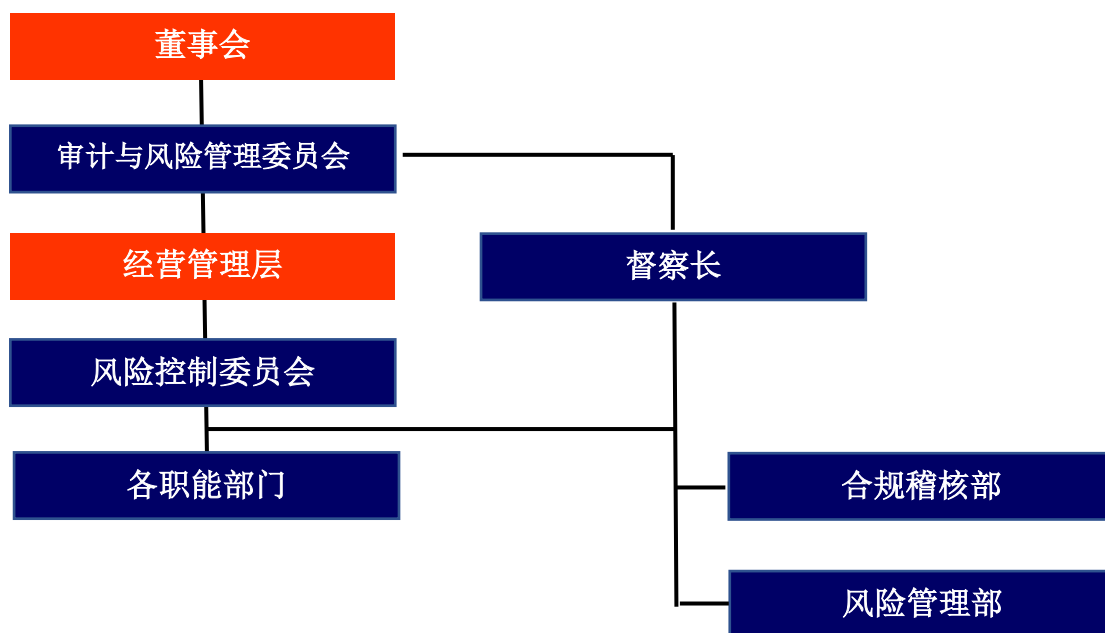 董事会
审计与风险管理委员会
经营管理层
督察长
风险控制委员会
各职能部门
合规稽核部
风险管理部